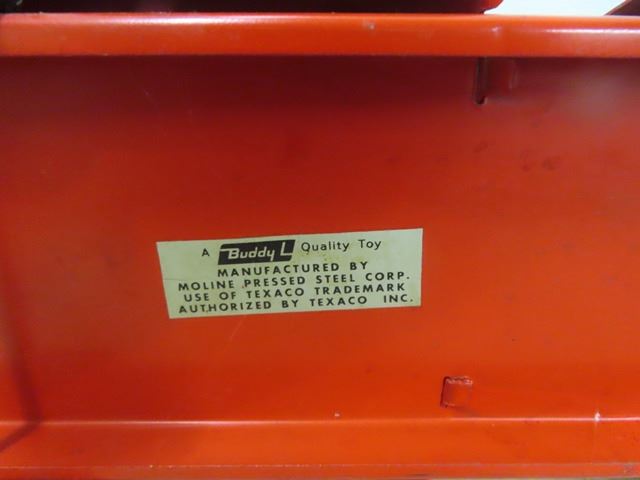 A Buddy L Quality Toy
MANUFACTURED BY
MOLINE PRESSED STEEL CORP.
USE OF TEXACO TRADEMARK
AUTHORIZED BY TEXACO INC.